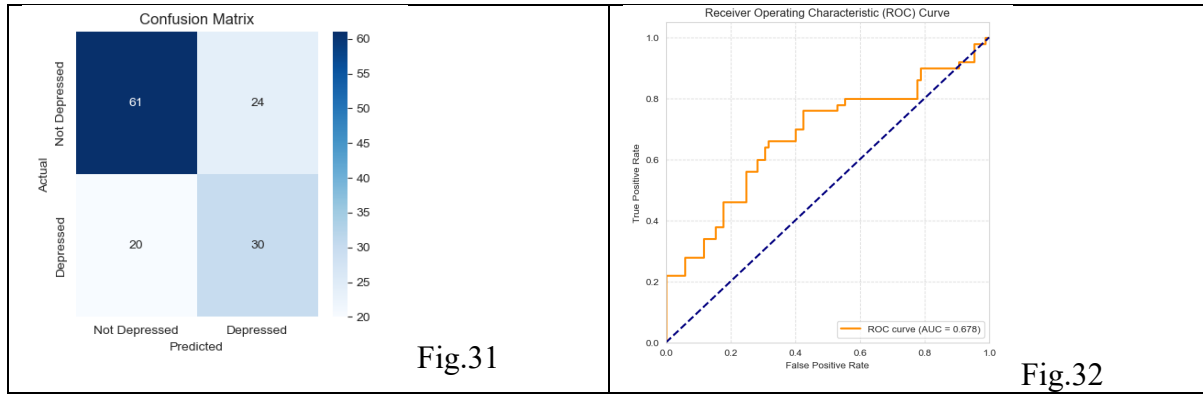 Confusion Matrix
Actual
Not Depressed
Depressed
61
24
20
30
Not Depressed
Depressed
Predicted
60
55
50
45
40
35
30
25
20
Fig.31
Receiver Operating Characteristic (ROC) Curve
True Positive Rate
1.0
0.8
0.6
0.4
0.2
0.0
0.0
0.2
0.4
0.6
0.8
1.0
False Positive Rate
ROC curve (AUC = 0.678)
Fig.32